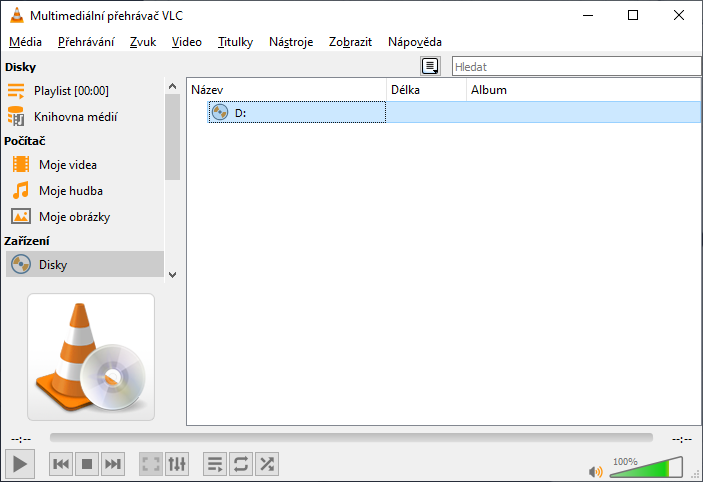 Multimediální přehrávač VLC
Média Přehrávání Zvuk Video Titulky Nástroje Zobrazit Nápověda
Disky
Hledat
Playlist [00:00]
Knihovna médií
Počítač
Moje videa
Moje hudba
Moje obrázky
Zařízení
Disky
Název Délka Album
D:
--:-- --:--
100%